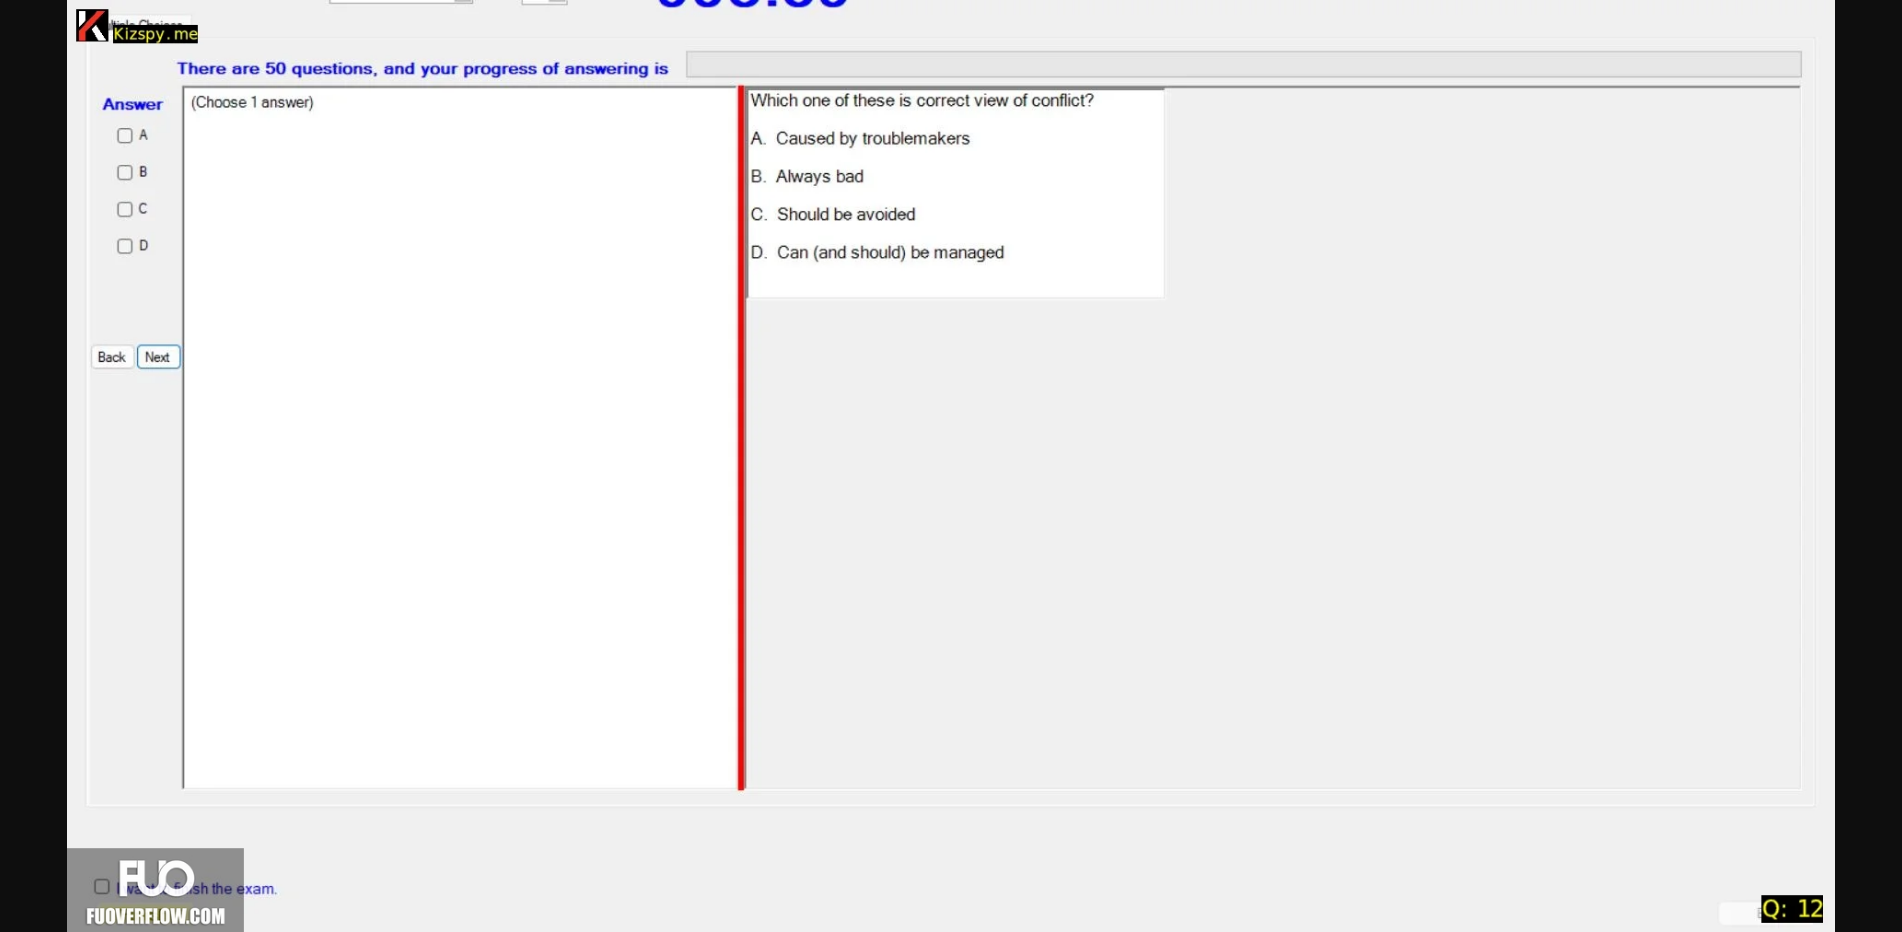 Kizspy.me
There are 50 questions, and your progress of answering is
Answer
(Choose 1 answer)
A
B
C
D
Back
Next
Which one of these is correct view of conflict?
A. Caused by troublemakers
B. Always bad
C. Should be avoided
D. Can (and should) be managed
FUO
the exam.
FUOVERFLOW.COM
Q: 12